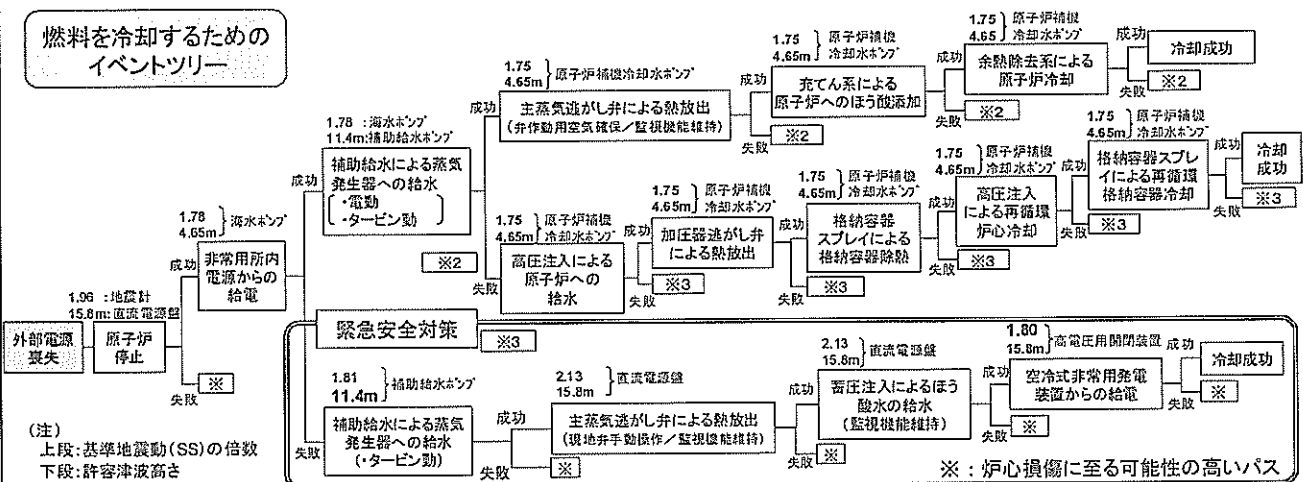 燃料を冷却するための
イベントツリー
外部電源
喪失
1.96 :地震計
15.8m:直流電源盤
原子炉
停止
成功
失敗
※
1.78
4.65m
海水ポンプ
非常用所内
電源からの
給電
成功
失敗
1.78 :海水ポンプ
11.4m:補助給水ポンプ
補助給水による蒸気
発生器への給水
・電動
・タービン動
成功
失敗
※2
1.75
4.65m
原子炉補機冷却水ポンプ
主蒸気逃がし弁による熱放出
(弁作動用空気確保/監視機能維持)
成功
失敗
※2
1.75
4.65m
原子炉補機
冷却水ポンプ
充てん系による
原子炉へのほう酸添加
成功
失敗
※2
1.75
4.65
原子炉補機
冷却水ポンプ
余熱除去系による
原子炉冷却
成功
失敗
冷却成功
※2
1.75
4.65m
原子炉補機
冷却水ポンプ
高圧注入による
原子炉への
給水
成功
失敗
※3
1.75
4.65m
原子炉補機
冷却水ポンプ
加圧器逃がし弁
による熱放出
成功
失敗
※3
1.75
4.65m
原子炉補機
冷却水ポンプ
格納容器
スプレイによる
格納容器除熱
成功
失敗
※3
1.75
4.65m
原子炉補機
冷却水ポンプ
高圧注入
による再循環
炉心冷却
成功
失敗
※3
1.75
4.65m
原子炉補機
冷却水ポンプ
格納容器スプレ
イによる再循環
格納容器冷却
成功
失敗
冷却
成功
※3
緊急安全対策
※3
1.81
11.4m
補助給水ポンプ
補助給水による蒸気
発生器への給水
(・タービン動)
成功
失敗
※
2.13
15.8m
直流電源盤
主蒸気逃がし弁による熱放出
(現地弁手動操作/監視機能維持)
成功
失敗
※
2.13
15.8m
直流電源盤
蓄圧注入によるほう
酸水の給水
(監視機能維持)
成功
失敗
※
1.80
15.8m
高電圧用開閉装置
空冷式非常用発電
装置からの給電
成功
失敗
冷却成功
※
(注)
上段:基準地震動(SS)の倍数
下段:許容津波高さ
※:炉心損傷に至る可能性の高いパス